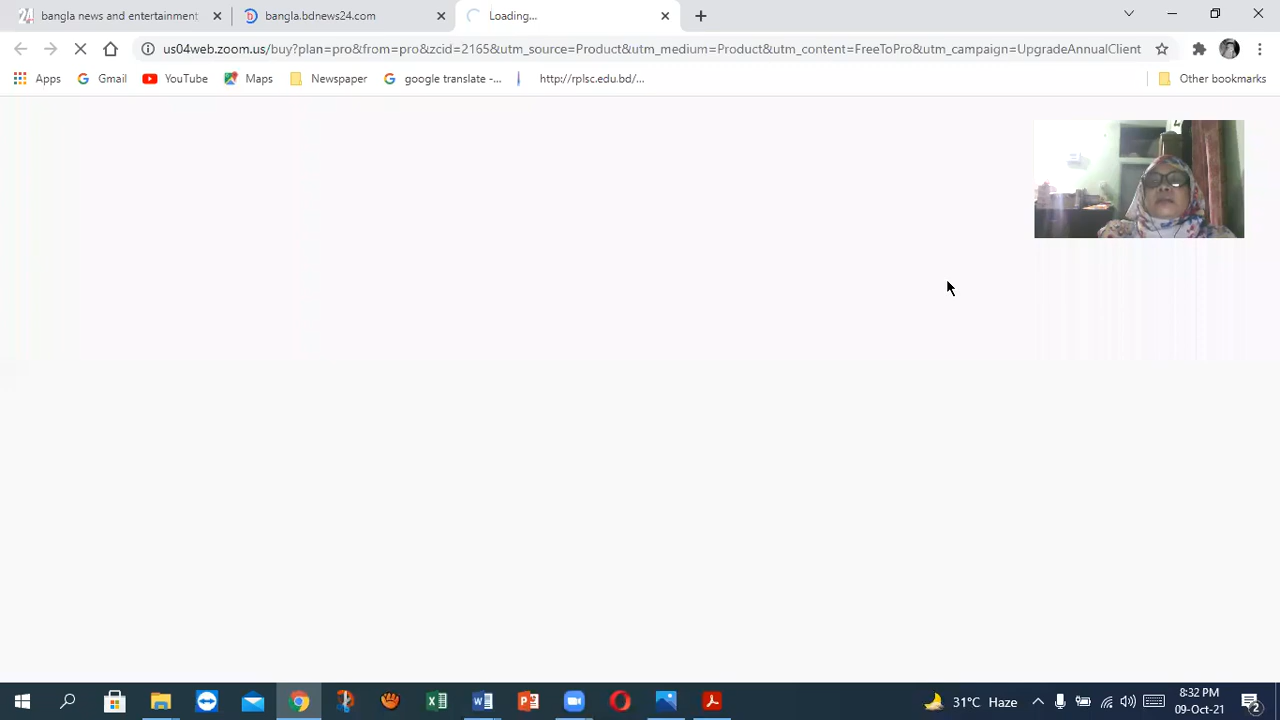 bangla news and entertainment
bangla.bdnews24.com
Loading...
us04web.zoom.us/buy?plan=pro&from=pro&zcid=2165&utm_source=Product&utm_medium=Product&utm_content=FreeToPro&utm_campaign=UpgradeAnnualClient
Apps
Gmail
YouTube
Maps
Newspaper
google translate -...
http://rplsc.edu.bd/...
Other bookmarks
31°C Haze
8:32 PM
09-Oct-21
2